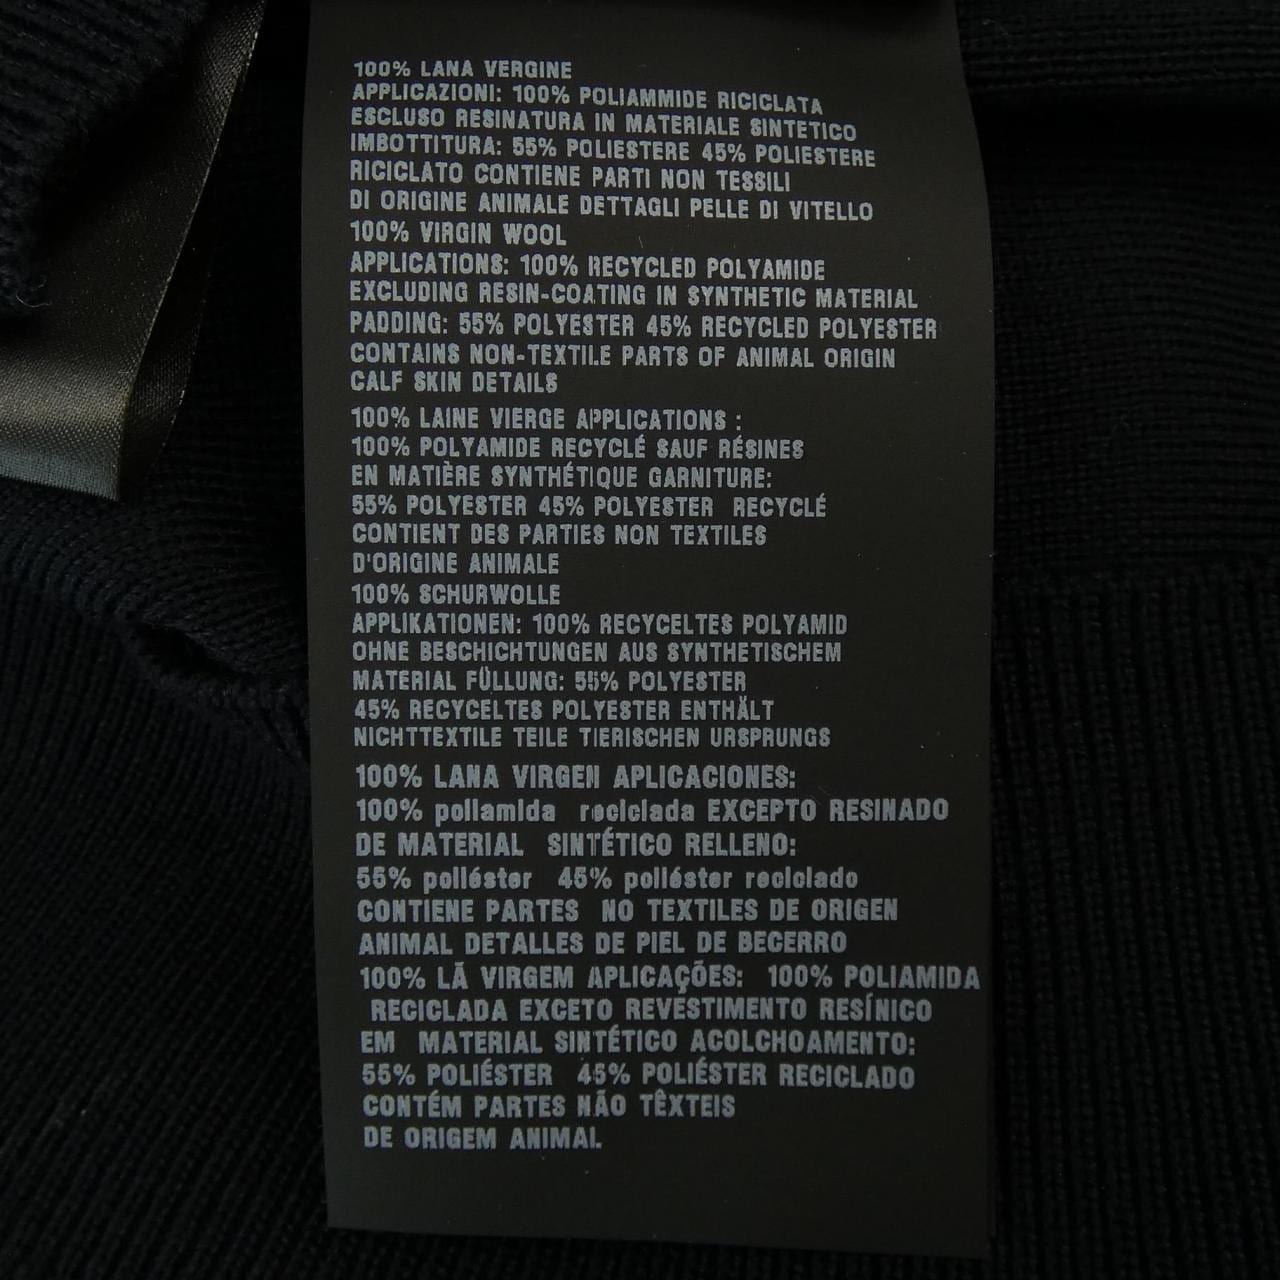 100% LANA VERGINE
APPLICAZIONI: 100% POLIAMMIDE RICICLATA
ESCLUSO RESINATURA IN MATERIALE SINTETICO
IMBOTTITURA: 55% POLIESTERE 45% POLIESTERE
RICICLATO CONTIENE PARTI NON TESSILI
DI ORIGINE ANIMALE DETTAGLI PELLE DI VITELLO
100% VIRGIN WOOL
APPLICATIONS: 100% RECYCLED POLYAMIDE
EXCLUDING RESIN-COATING IN SYNTHETIC MATERIAL
PADDING: 55% POLYESTER 45% RECYCLED POLYESTER
CONTAINS NON-TEXTILE PARTS OF ANIMAL ORIGIN
CALF SKIN DETAILS
100% LAINE VIERGE APPLICATIONS :
100% POLYAMIDE RECYCLÉ SAUF RÉSINES
EN MATIÈRE SYNTHÉTIQUE GARNITURE:
55% POLYESTER 45% POLYESTER RECYCLÉ
CONTIENT DES PARTIES NON TEXTILES
D'ORIGINE ANIMALE
100% SCHURWOLLE
APPLIKATIONEN: 100% RECYCELTES POLYAMID
OHNE BESCHICHTUNGEN AUS SYNTHETISCHEM
MATERIAL FÜLLUNG: 55% POLYESTER
45% RECYCELTES POLYESTER ENTHÄLT
NICHTTEXTILE TEILE TIERISCHEN URSPRUNGS
100% LANA VIRGEN APLICACIONES:
100% poliamida reciclada EXCEPTO RESINADO
DE MATERIAL SINTÉTICO RELLENO:
55% poliéster 45% poliéster reciclado
CONTIENE PARTES NO TEXTILES DE ORIGEN
ANIMAL DETALLES DE PIEL DE BECERRO
100% LÃ VIRGEM APLICAÇÕES: 100% POLIAMIDA
RECICLADA EXCETO REVESTIMENTO RESÍNICO
EM MATERIAL SINTÉTICO ACOLCHOAMENTO:
55% POLIÉSTER 45% POLIÉSTER RECICLADO
CONTÉM PARTES NÃO TÊXTEIS
DE ORIGEM ANIMAL